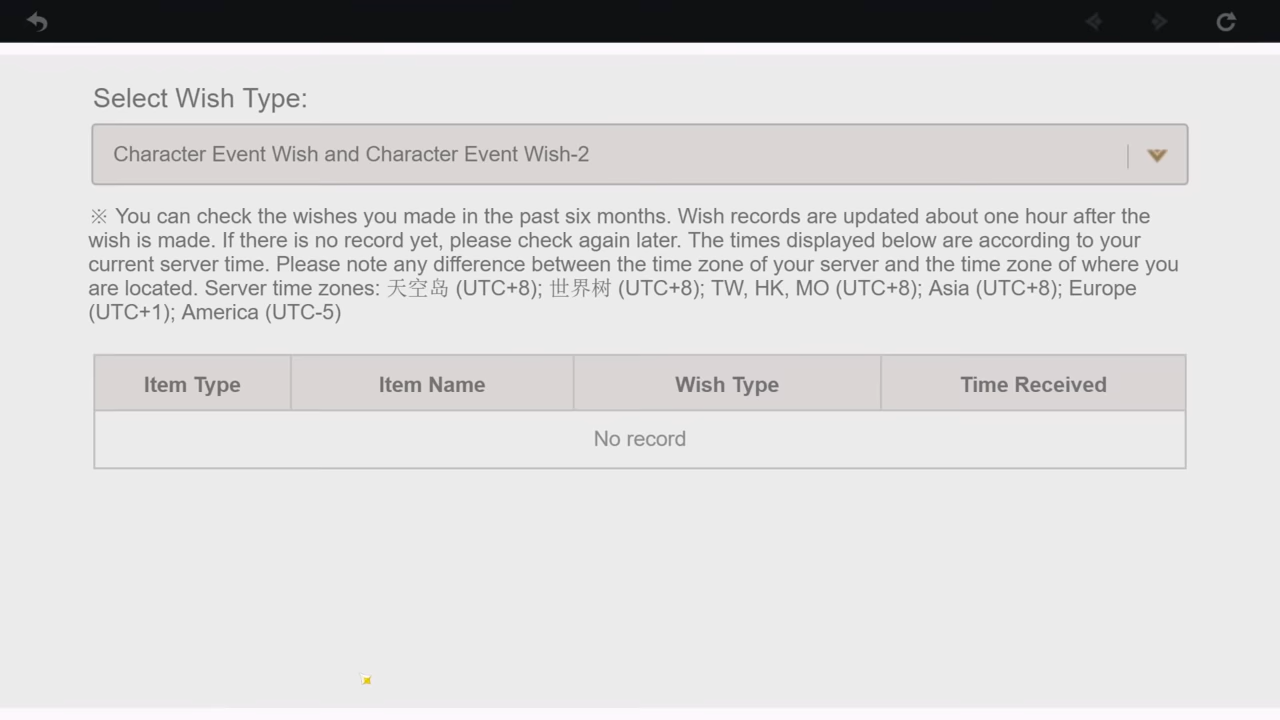 Select Wish Type:
Character Event Wish and Character Event Wish-2
※ You can check the wishes you made in the past six months. Wish records are updated about one hour after the
wish is made. If there is no record yet, please check again later. The times displayed below are according to your
current server time. Please note any difference between the time zone of your server and the time zone of where you
are located. Server time zones: 天空岛 (UTC+8); 世界树 (UTC+8); TW, HK, MO (UTC+8); Asia (UTC+8); Europe
(UTC+1); America (UTC-5)
Item Type Item Name Wish Type Time Received
No record